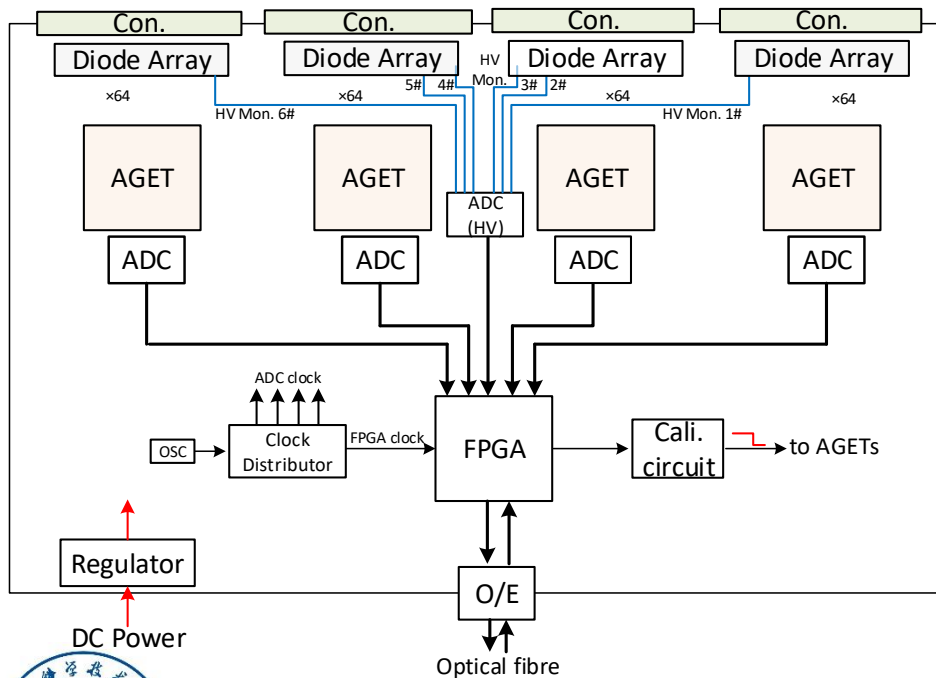 Con.
Con.
Con.
Con.
Diode Array
Diode Array
HV
Mon.
Diode Array
Diode Array
5#
4#
3#
2#
×64
×64
×64
×64
HV Mon. 6#
HV Mon. 1#
AGET
AGET
AGET
AGET
ADC
(HV)
ADC
ADC
ADC
ADC
ADC clock
OSC
Clock
Distributor
FPGA clock
FPGA
Cali.
circuit
to AGETs
Regulator
O/E
DC Power
Optical fibre